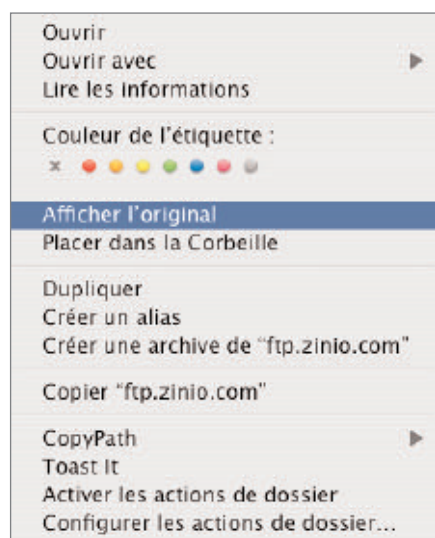 Ouvrir
Ouvrir avec
Lire les informations
Couleur de l'étiquette :
Afficher l'original
Placer dans la Corbeille
Dupliquer
Créer un alias
Créer une archive de “ftp.zinio.com”
Copier “ftp.zinio.com”
CopyPath
Toast It
Activer les actions de dossier
Configurer les actions de dossier...